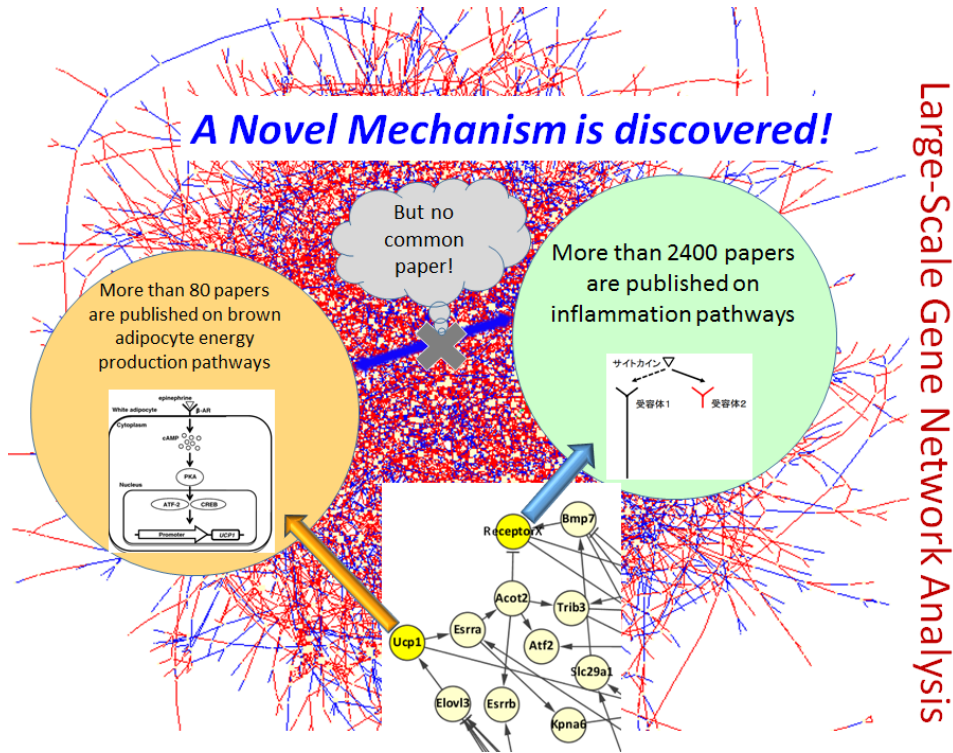 A Novel Mechanism is discovered!
Large-Scale Gene Network Analysis
But no
common
paper!
More than 80 papers
are published on brown
adipocyte energy
production pathways
epinephrine
β-AR
White adipocyte
Cytoplasm
cAMP
PKA
Nucleus
ATF-2
CREB
Promoter
UCP1
More than 2400 papers
are published on
inflammation pathways
サイトカイン
受容体1
受容体2
ReceptorX
Bmp7
Acot2
Trib3
Esrra
Ucp1
Atf2
Slc29a1
Elovl3
Esrrb
Kpna6